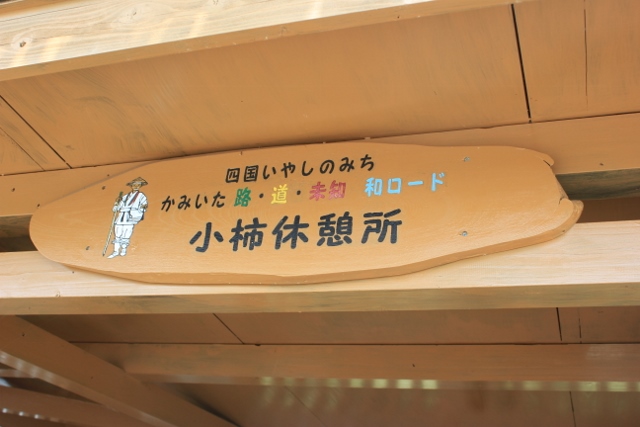 四国いやしのみち
かみいた 路・道・未知 和ロード
小柿休憩所